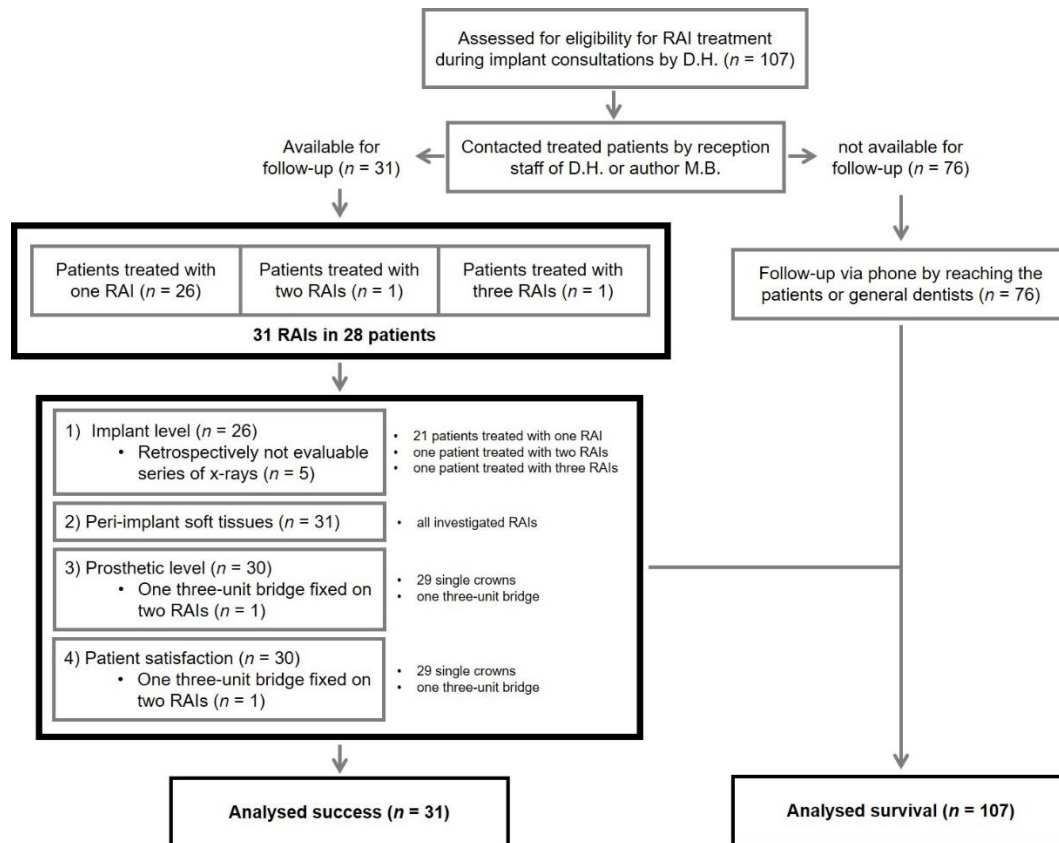 Assessed for eligibility for RAI treatment
during implant consultations by D.H. (n = 107)
Available for
follow-up (n = 31)
Contacted treated patients by reception
staff of D.H. or author M.B.
not available for
follow-up (n = 76)
Patients treated with
one RAI (n = 26)
Patients treated with
two RAIs (n = 1)
Patients treated with
three RAIs (n = 1)
31 RAIs in 28 patients
Follow-up via phone by reaching the
patients or general dentists (n = 76)
1) Implant level (n = 26)
• Retrospectively not evaluable
series of x-rays (n = 5)
• 21 patients treated with one RAI
• one patient treated with two RAIs
• one patient treated with three RAIs
2) Peri-implant soft tissues (n = 31)
• all investigated RAIs
3) Prosthetic level (n = 30)
• One three-unit bridge fixed on
two RAIs (n = 1)
• 29 single crowns
• one three-unit bridge
4) Patient satisfaction (n = 30)
• One three-unit bridge fixed on
two RAIs (n = 1)
• 29 single crowns
• one three-unit bridge
Analysed success (n = 31)
Analysed survival (n = 107)